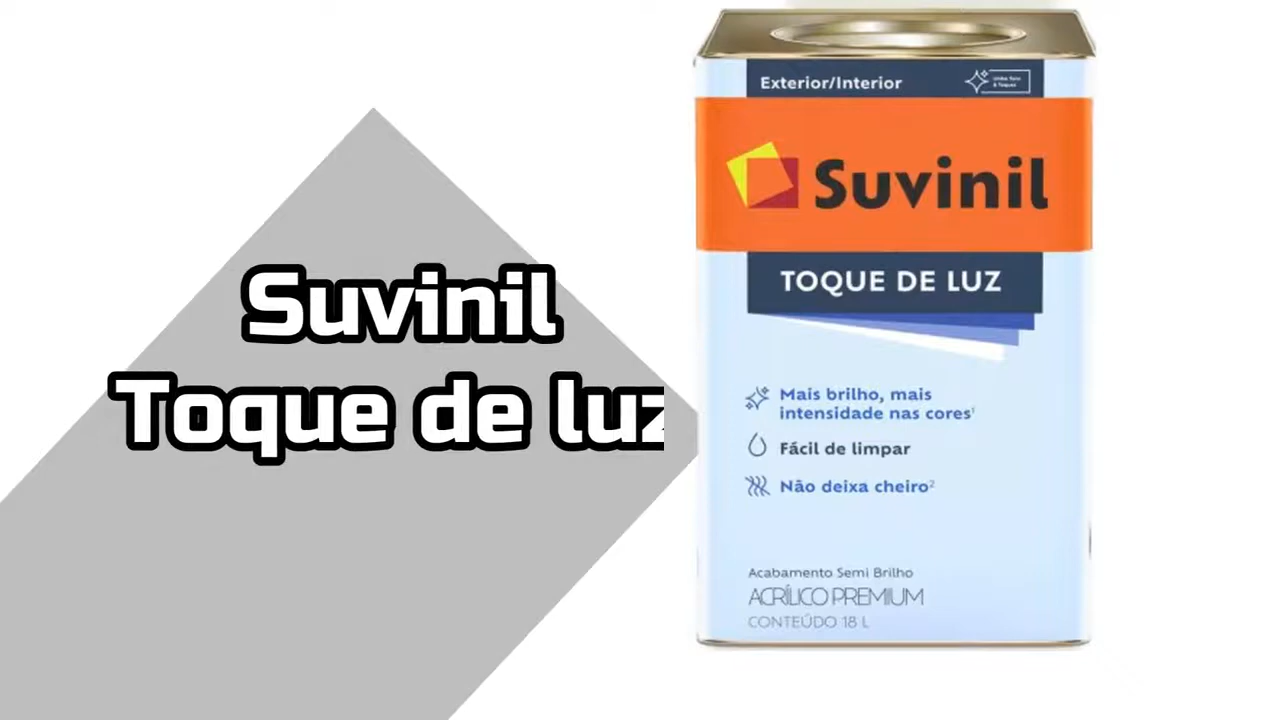 Suvinil
Toque de luz
Exterior/Interior
Suvinil
TOQUE DE LUZ
Mais brilho, mais
intensidade nas cores¹
Fácil de limpar
Não deixa cheiro²
Acabamento Semi Brilho
ACRÍLICO PREMIUM
CONTEÚDO 18 L